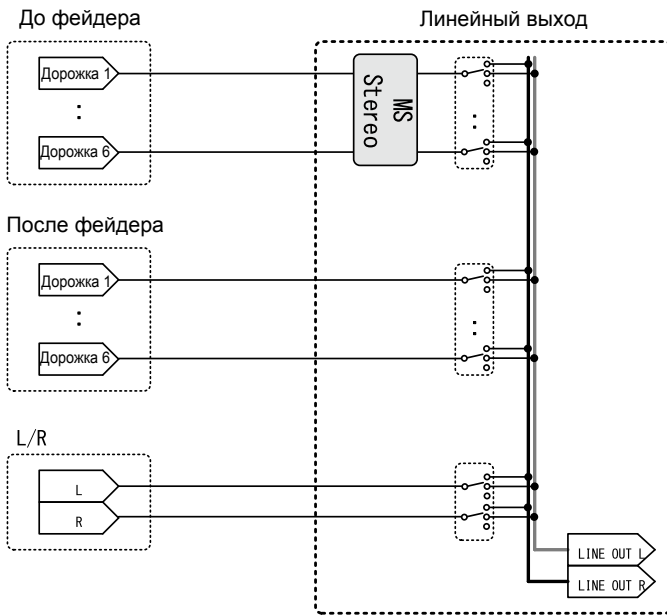 До фейдера
Линейный выход
Дорожка 1
:
Дорожка 6
MS
Stereo
:
После фейдера
Дорожка 1
:
Дорожка 6
:
L/R
L
R
LINE OUT L
LINE OUT R